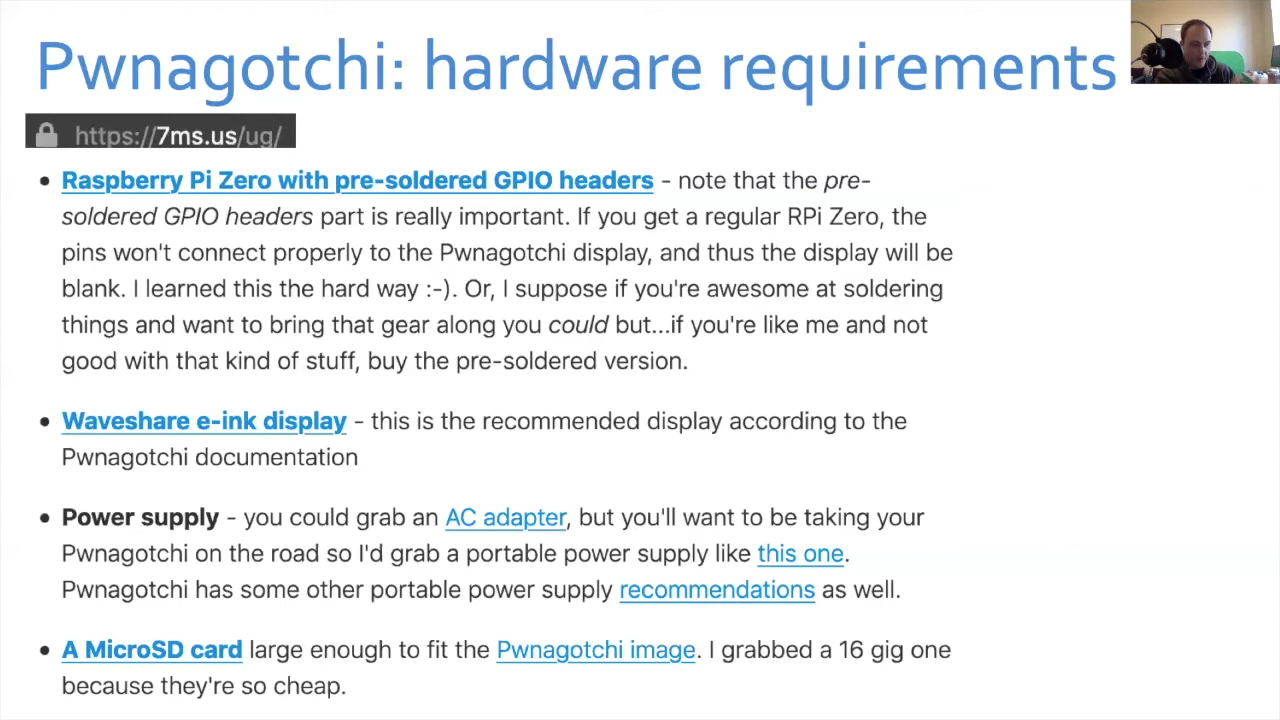 Pwnagotchi: hardware requirements
https://7ms.us/ug/
• Raspberry Pi Zero with pre-soldered GPIO headers - note that the pre-
soldered GPIO headers part is really important. If you get a regular RPi Zero, the
pins won't connect properly to the Pwnagotchi display, and thus the display will be
blank. I learned this the hard way :-). Or, I suppose if you're awesome at soldering
things and want to bring that gear along you could but...if you're like me and not
good with that kind of stuff, buy the pre-soldered version.
• Waveshare e-ink display - this is the recommended display according to the
Pwnagotchi documentation
• Power supply - you could grab an AC adapter, but you'll want to be taking your
Pwnagotchi on the road so I'd grab a portable power supply like this one.
Pwnagotchi has some other portable power supply recommendations as well.
• A MicroSD card large enough to fit the Pwnagotchi image. I grabbed a 16 gig one
because they're so cheap.